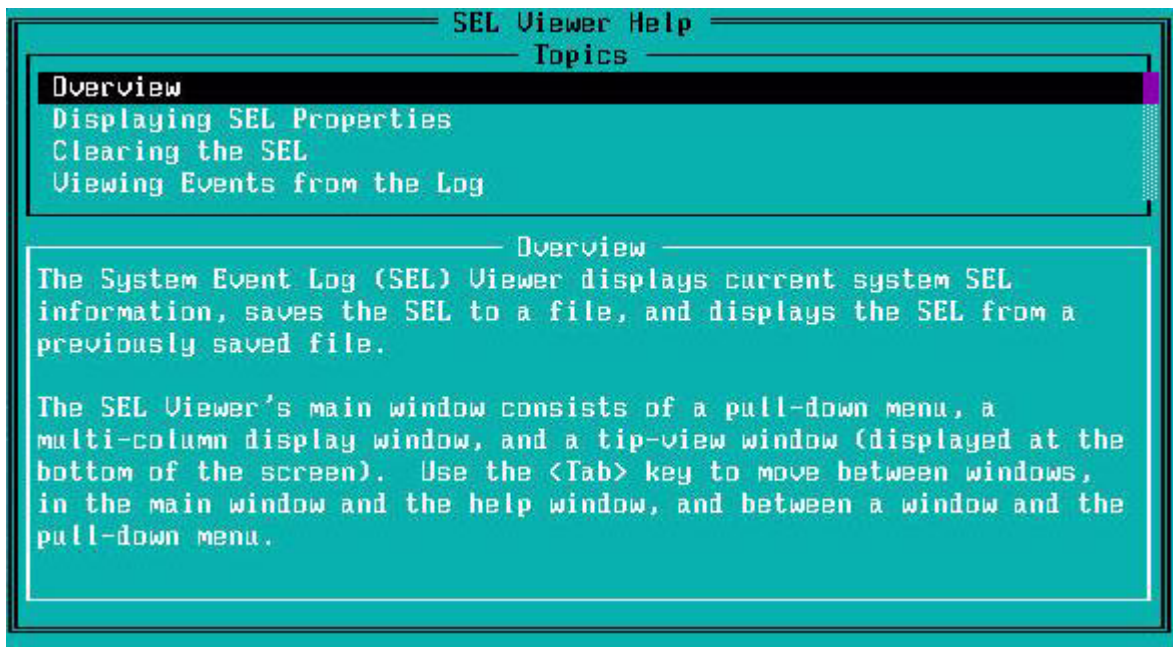 SEL Viewer Help
Topics
Overview
Displaying SEL Properties
Clearing the SEL
Viewing Events from the Log
Overview
The System Event Log (SEL) Viewer displays current system SEL
information, saves the SEL to a file, and displays the SEL from a
previously saved file.
The SEL Viewer's main window consists of a pull-down menu, a
multi-column display window, and a tip-view window (displayed at the
bottom of the screen).  Use the <Tab> key to move between windows,
in the main window and the help window, and between a window and the
pull-down menu.